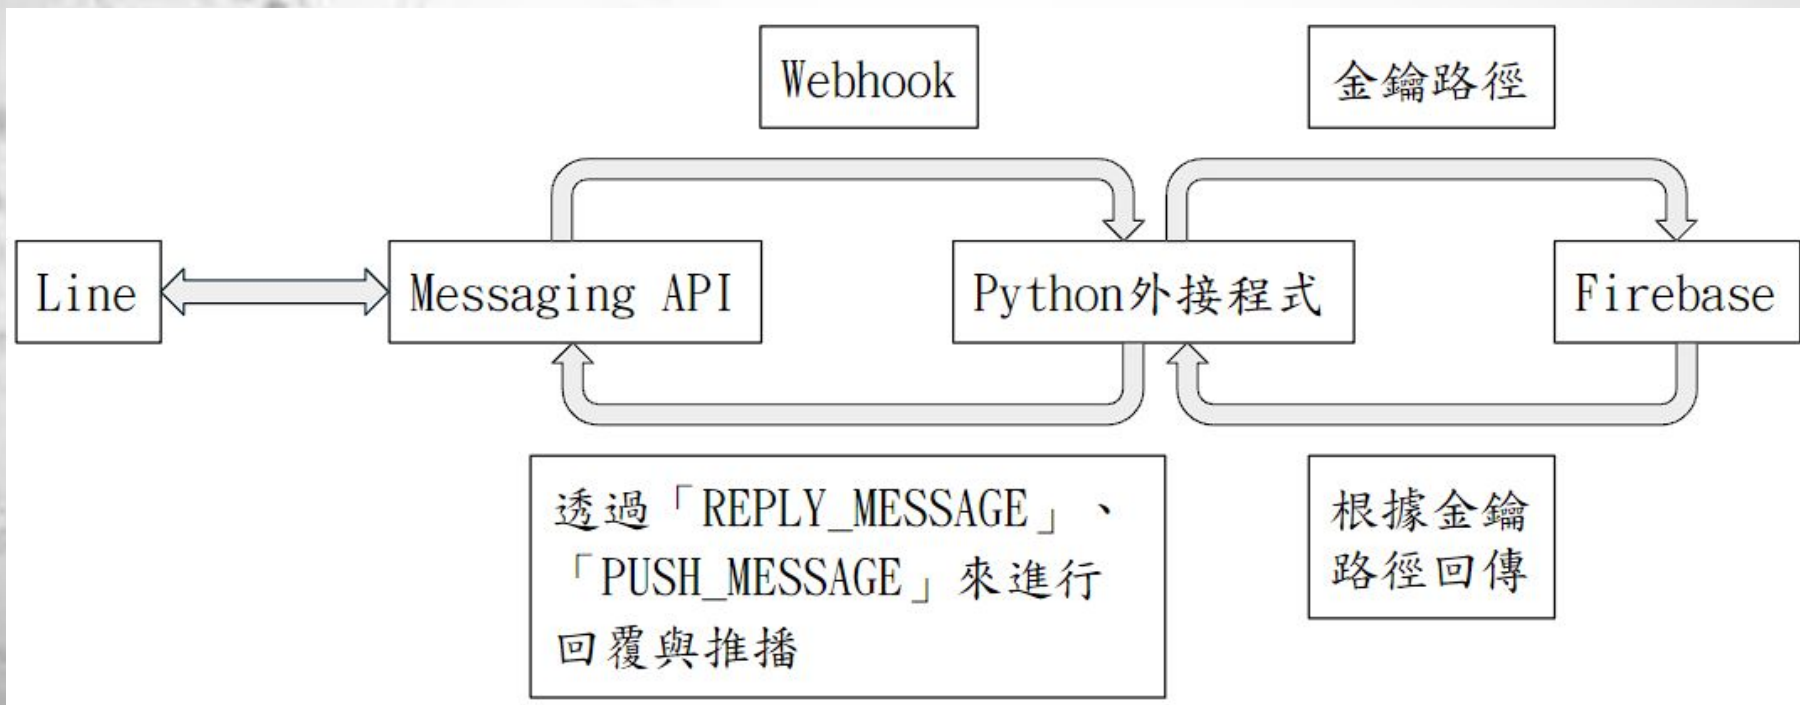 Webhook
金鑰路徑
Line
Messaging API
Python外接程式
Firebase
透過「REPLY_MESSAGE」、
「PUSH_MESSAGE」來進行
回覆與推播
根據金鑰
路徑回傳